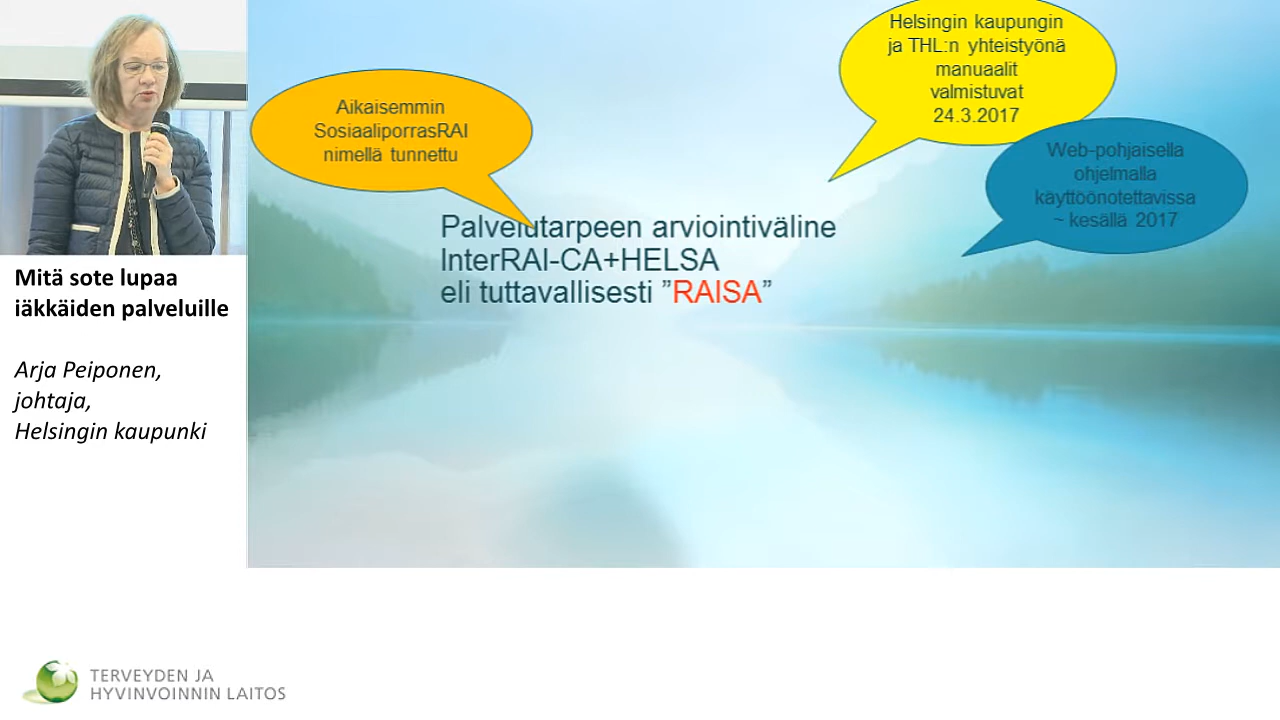 Mitä sote lupaa
iäkkäiden palveluille
Arja Peiponen,
johtaja,
Helsingin kaupunki
Aikaisemmin
SosiaaliporrasRAI
nimellä tunnettu
Helsingin kaupungin
ja THL:n yhteistyönä
manuaalit
valmistuvat
24.3.2017
Web-pohjaisella
ohjelmalla
käyttöönotettavissa
~ kesällä 2017
Palvelutarpeen arviointiväline
InterRAI-CA+HELSA
eli tuttavallisesti ”RAISA”
TERVEYDEN JA
HYVINVOINNIN LAITOS